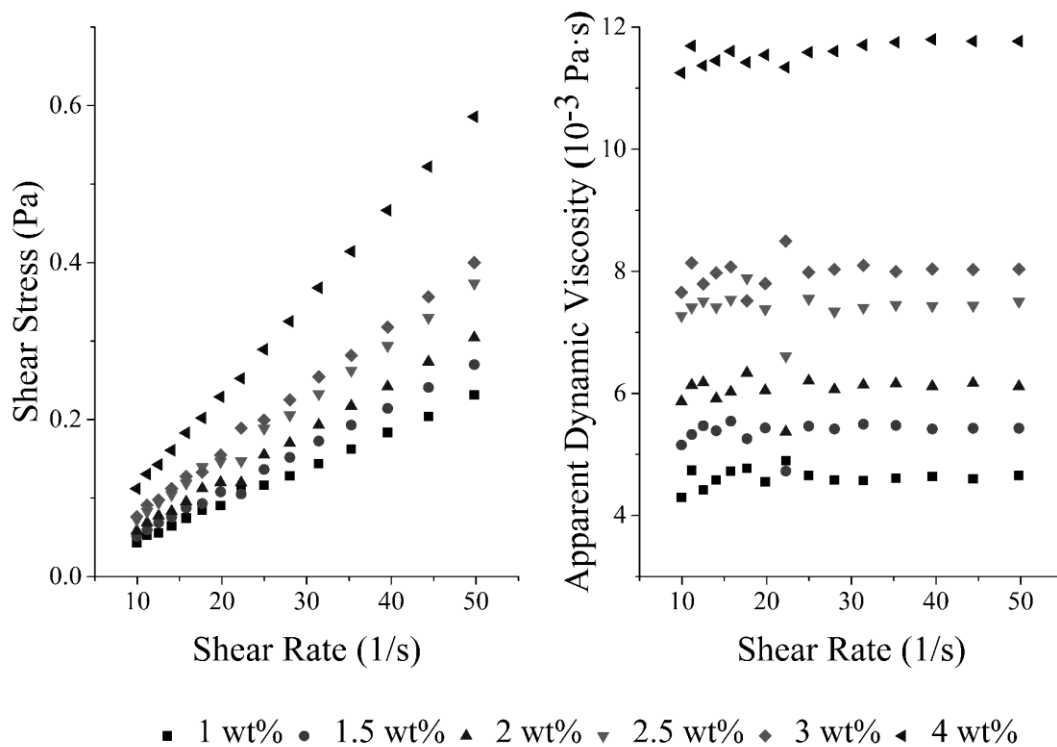 Shear Stress (Pa)
0.6
0.4
0.2
0.0
10 20 30 40 50
Shear Rate (1/s)
Apparent Dynamic Viscosity (10⁻³ Pa·s)
12
10
8
6
4
10 20 30 40 50
Shear Rate (1/s)
1 wt% 1.5 wt% 2 wt% 2.5 wt% 3 wt% 4 wt%